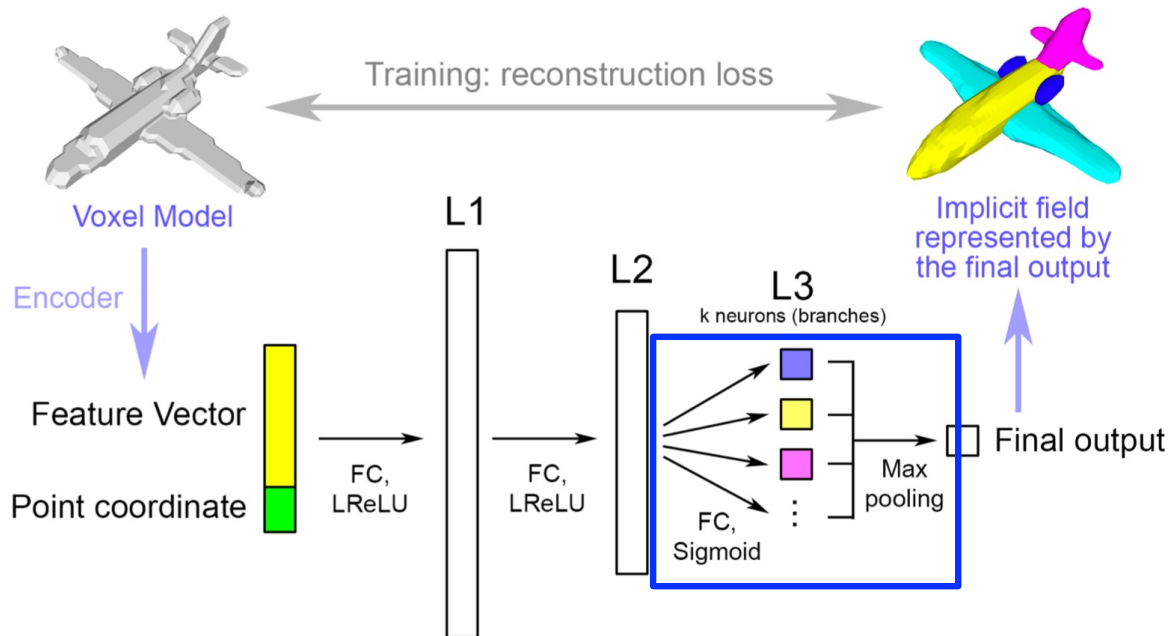 Training: reconstruction loss
Voxel Model
Implicit field
represented by
the final output
Encoder
L1
L2
L3
k neurons (branches)
Feature Vector
Point coordinate
FC,
LReLU
FC,
LReLU
FC,
Sigmoid
⋮
Max
pooling
Final output